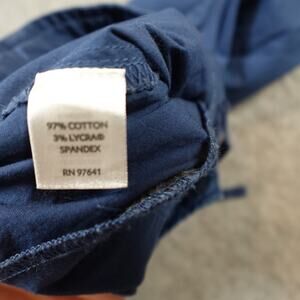 97% COTTON
3% LYCRA®
SPANDEX
RN 97641